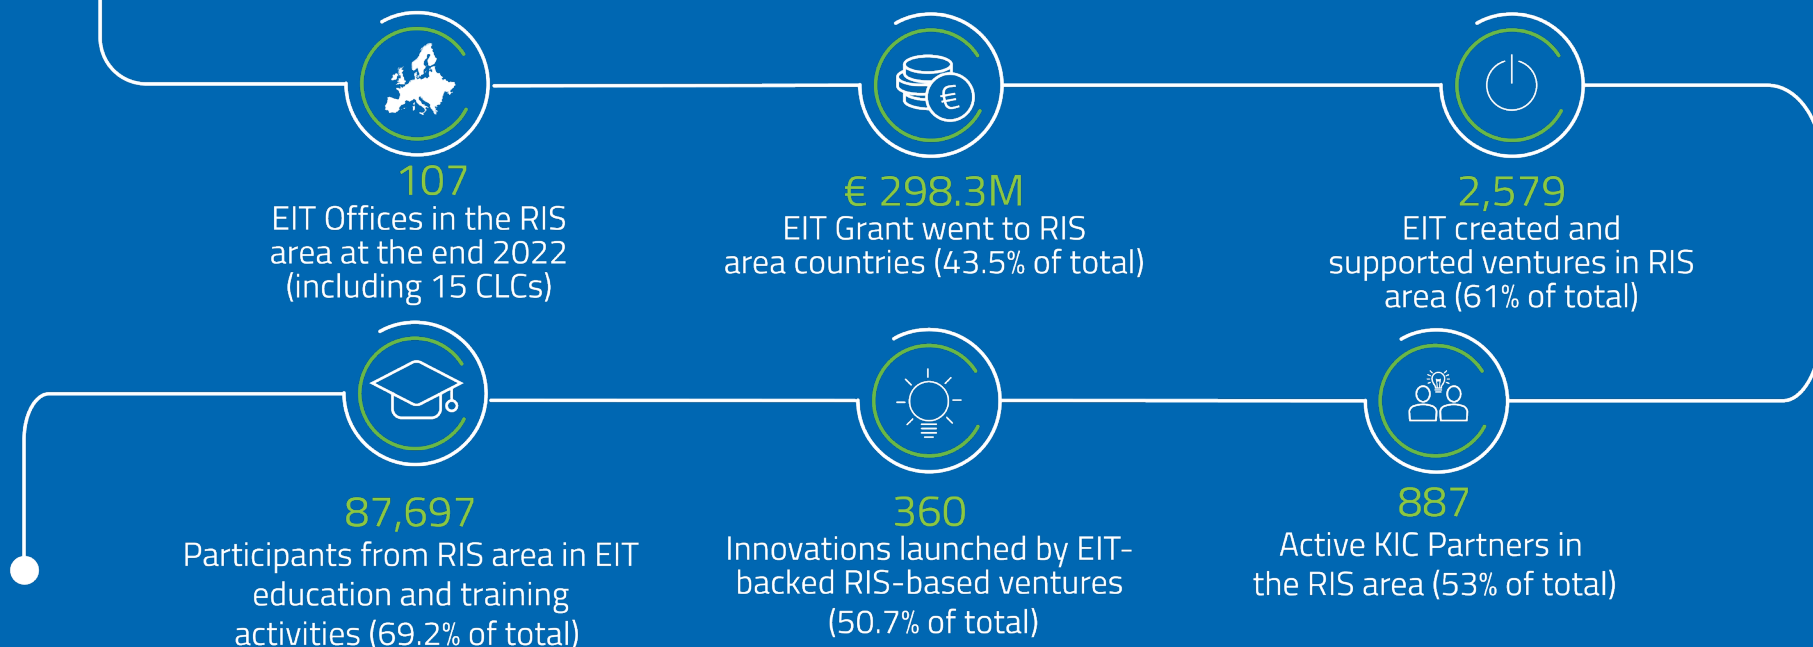 €
107
EIT Offices in the RIS
area at the end 2022
(including 15 CLCs)
€ 298.3M
EIT Grant went to RIS
area countries (43.5% of total)
2,579
EIT created and
supported ventures in RIS
area (61% of total)
87,697
Participants from RIS area in EIT
education and training
activities (69.2% of total)
360
Innovations launched by EIT-
backed RIS-based ventures
(50.7% of total)
887
Active KIC Partners in
the RIS area (53% of total)